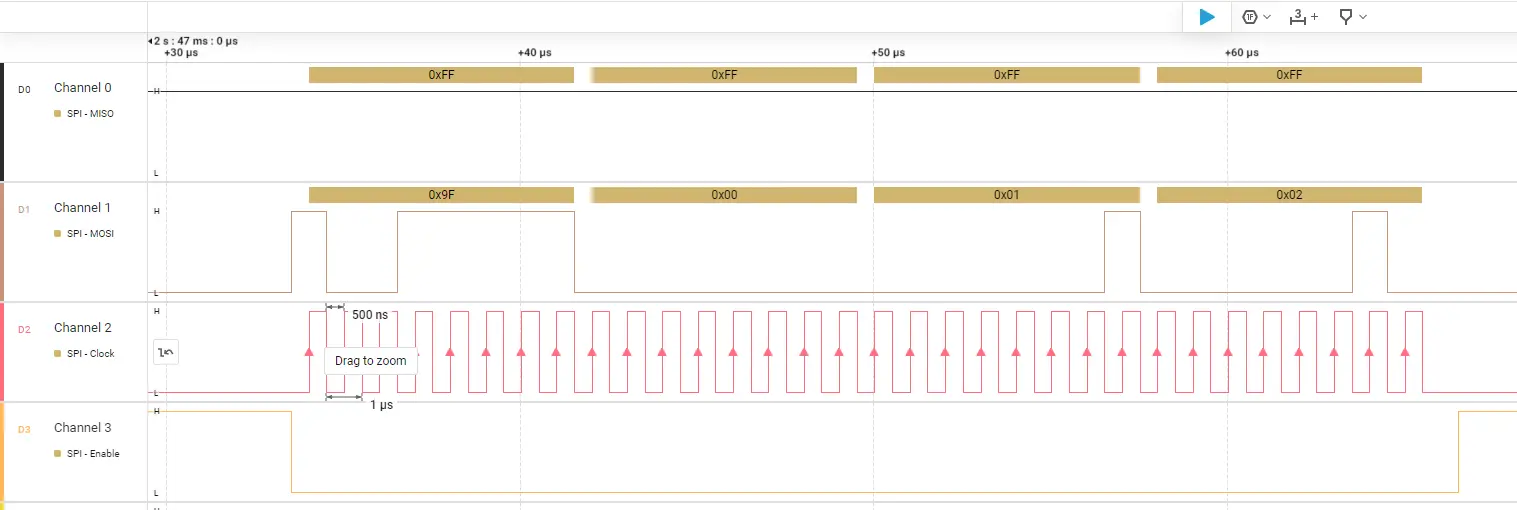 1F 3 +
2 s : 47 ms : 0 µs
+30 µs +40 µs +50 µs +60 µs
0xFF 0xFF 0xFF 0xFF
D0 Channel 0 H
SPI - MISO
L
0x9F 0x00 0x01 0x02
D1 Channel 1 H
SPI - MOSI
L
H 500 ns
D2 Channel 2
SPI - Clock Drag to zoom
L
1 µs
H
D3 Channel 3
SPI - Enable
L
H